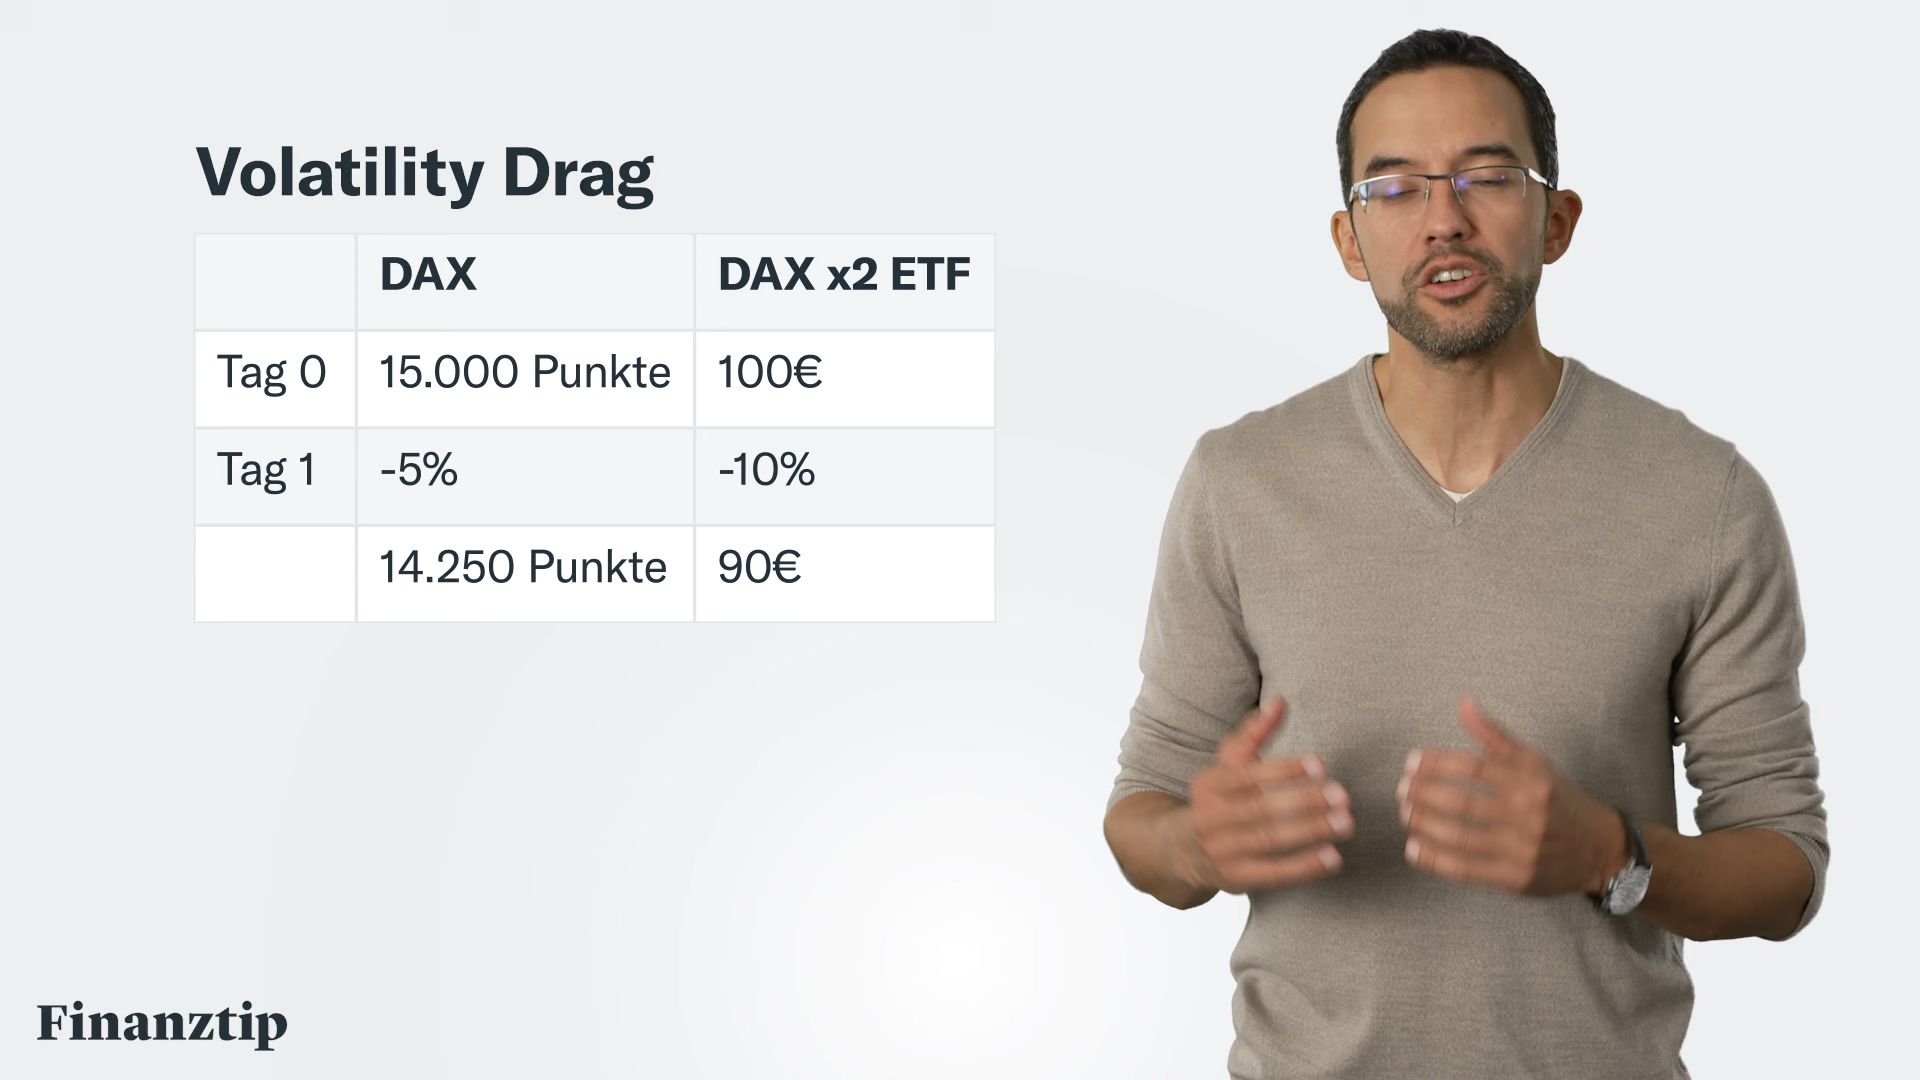 Volatility Drag
DAX DAX x2 ETF
Tag 0 15.000 Punkte 100€
Tag 1 -5% -10%
14.250 Punkte 90€
Finanztip